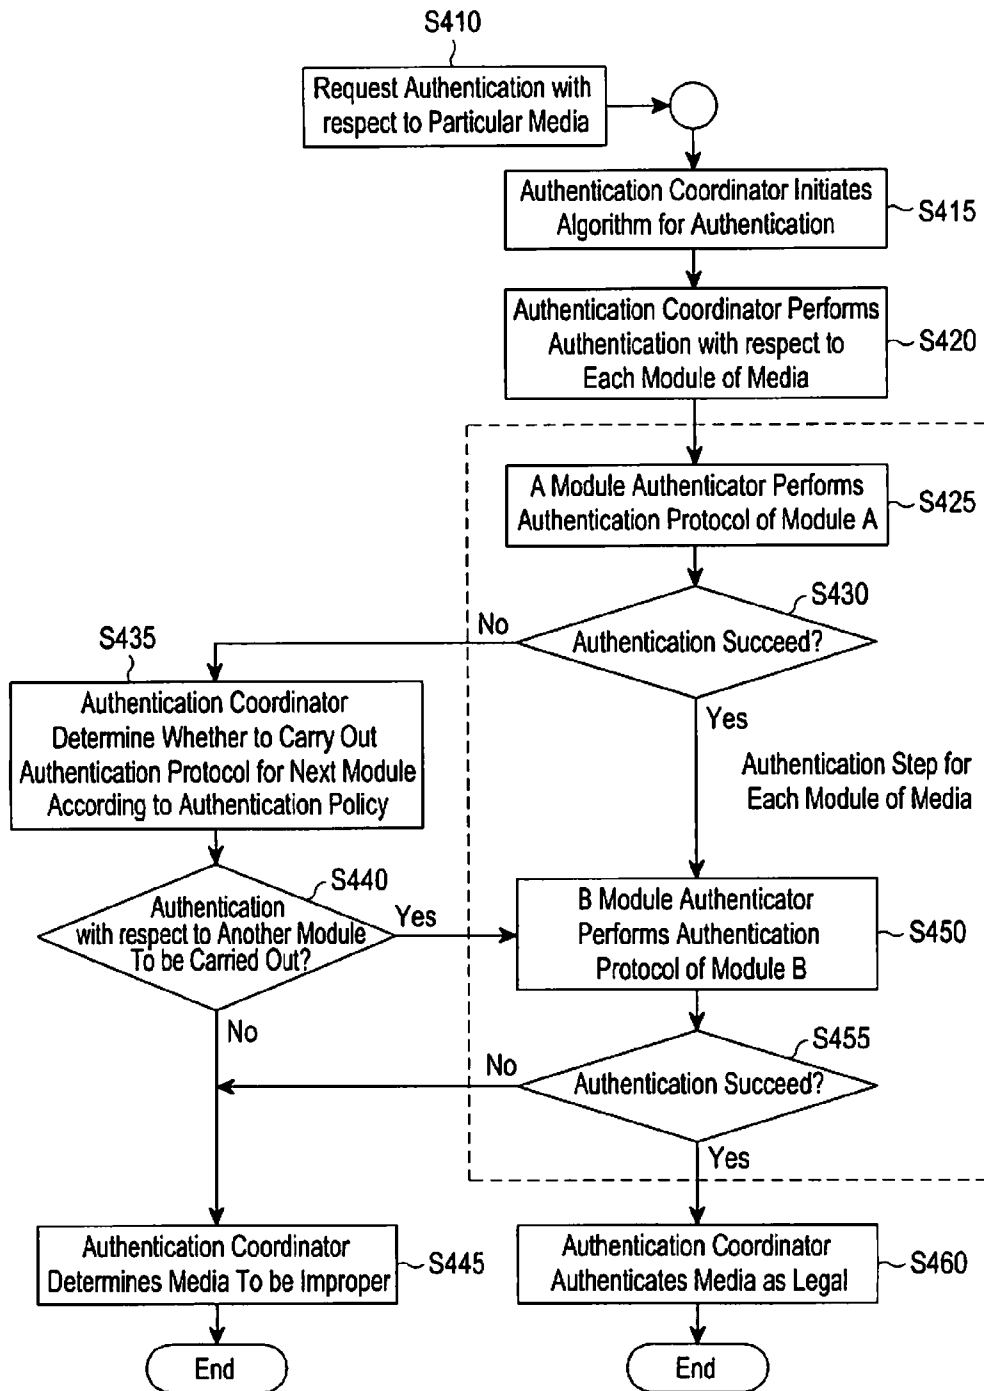 S410
Request Authentication with
respect to Particular Media
Authentication Coordinator Initiates
Algorithm for Authentication
S415
Authentication Coordinator Performs
Authentication with respect to
Each Module of Media
S420
A Module Authenticator Performs
Authentication Protocol of Module A
S425
S430
Authentication Succeed?
No
Yes
S435
Authentication Coordinator
Determine Whether to Carry Out
Authentication Protocol for Next Module
According to Authentication Policy
Authentication Step for
Each Module of Media
S440
Authentication
with respect to Another Module
To be Carried Out?
Yes
No
B Module Authenticator
Performs Authentication
Protocol of Module B
S450
S455
Authentication Succeed?
No
Yes
Authentication Coordinator
Determines Media To be Improper
S445
Authentication Coordinator
Authenticates Media as Legal
S460
End
End